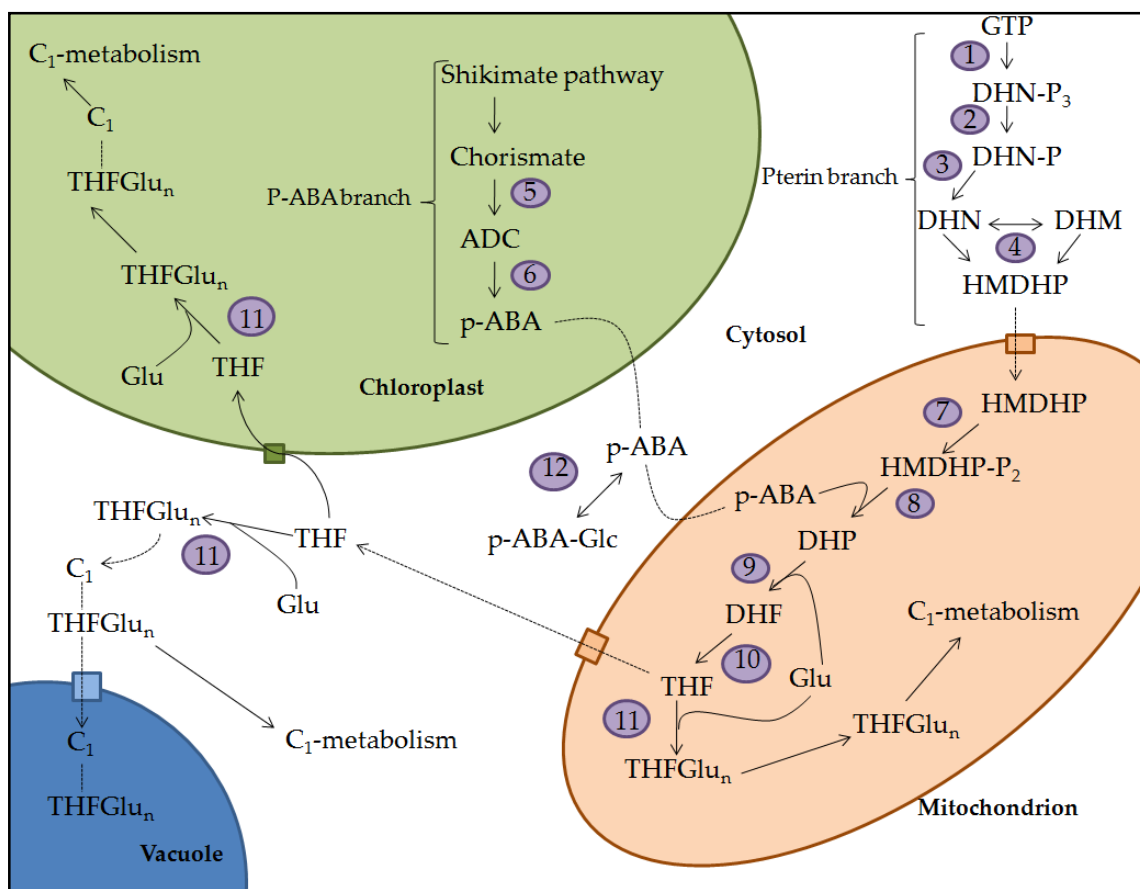 C₁-metabolism
C₁
THFGluₙ
THFGluₙ
11
Glu
THF
Chloroplast
P-ABA branch
Shikimate pathway
Chorismate
5
ADC
6
p-ABA
Pterin branch
GTP
1
DHN-P₃
2
DHN-P
3
DHN
DHM
4
HMDHP
Cytosol
HMDHP
7
HMDHP-P₂
p-ABA
8
DHP
9
DHF
10
THF
Glu
11
THFGluₙ
THFGluₙ
C₁-metabolism
Mitochondrion
p-ABA
12
p-ABA-Glc
THFGluₙ
THF
11
Glu
C₁
THFGluₙ
C₁-metabolism
C₁
THFGluₙ
Vacuole